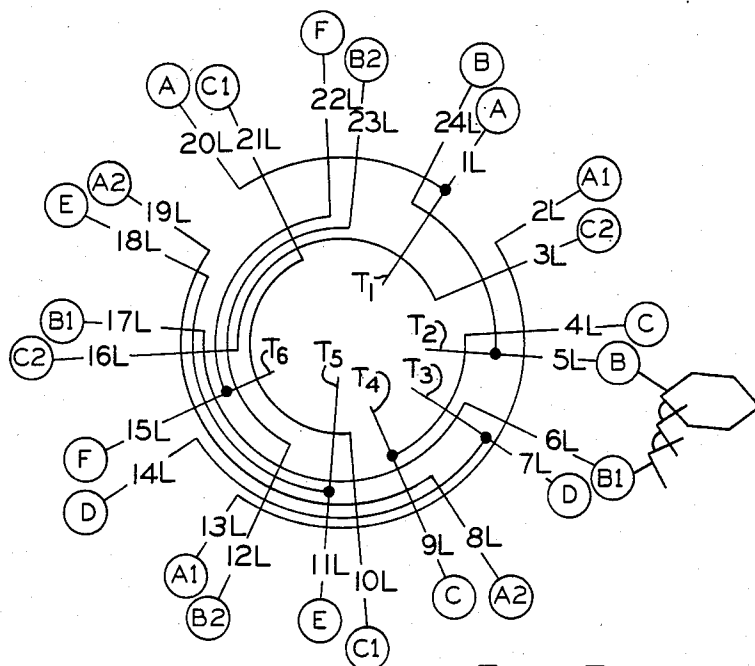 F
B2
B
A
C1
A
22L
23L
24L
20L
21L
1L
A1
A2
2L
E
19L
C2
18L
3L
T1
B1
17L
T2
4L
C
C2
16L
T6
T5
T3
5L
B
T4
15L
6L
F
14L
7L
B1
D
D
13L
9L
8L
12L
11L
10L
A1
C
A2
B2
E
C1